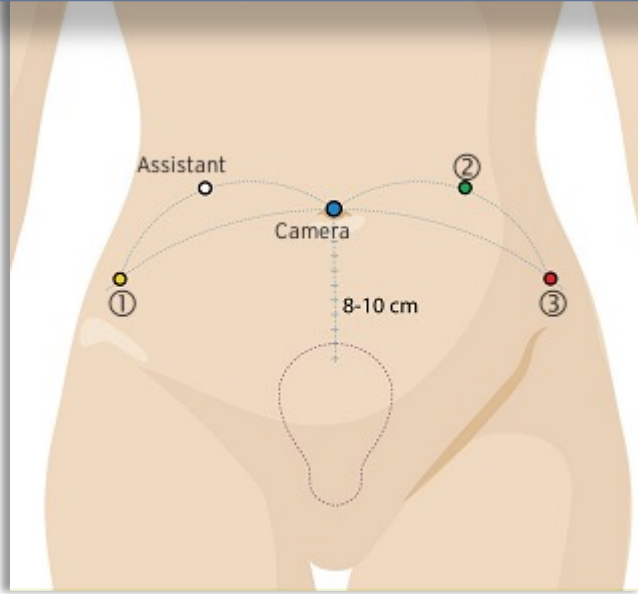 Assistant
②
Camera
①
8-10 cm
③